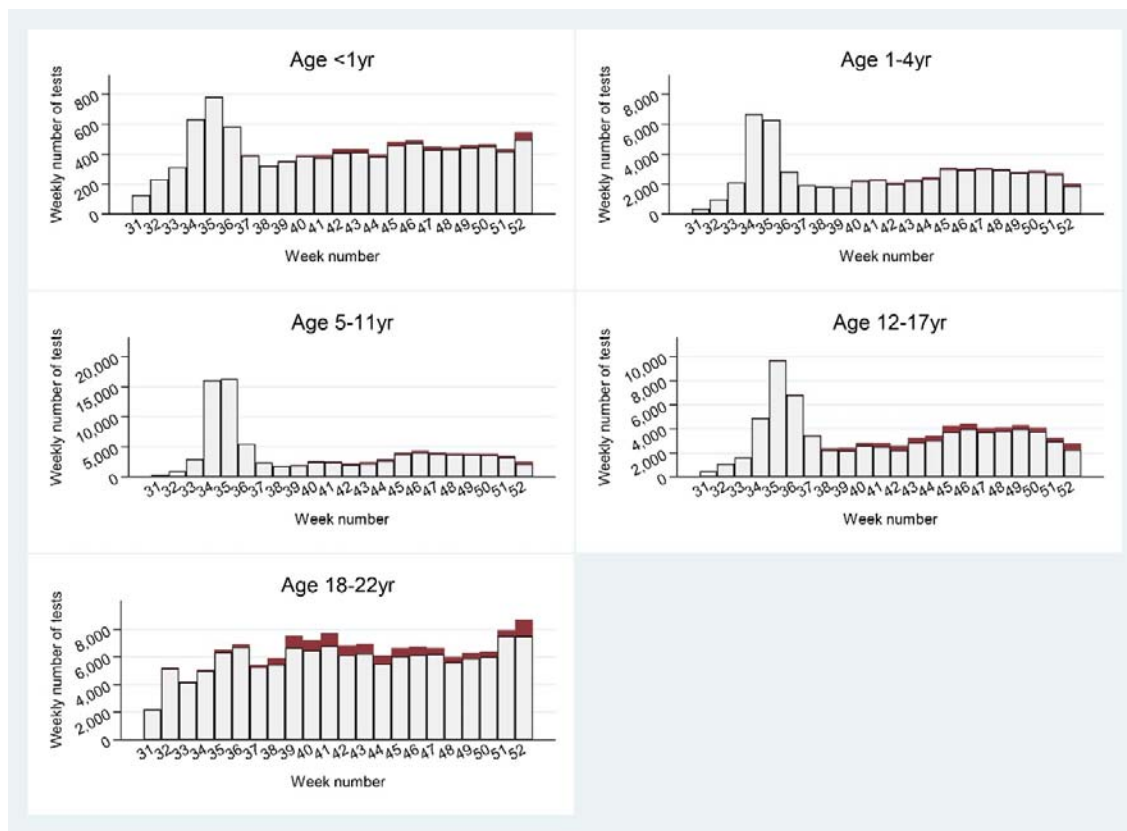 Age <1yr
Weekly number of tests
800
600
400
200
0
31 32 33 34 35 36 37 38 39 40 41 42 43 44 45 46 47 48 49 50 51 52
Week number
Age 1-4yr
Weekly number of tests
8,000
6,000
4,000
2,000
0
31 32 33 34 35 36 37 38 39 40 41 42 43 44 45 46 47 48 49 50 51 52
Week number
Age 5-11yr
Weekly number of tests
20,000
15,000
10,000
5,000
0
31 32 33 34 35 36 37 38 39 40 41 42 43 44 45 46 47 48 49 50 51 52
Week number
Age 12-17yr
Weekly number of tests
10,000
8,000
6,000
4,000
2,000
0
31 32 33 34 35 36 37 38 39 40 41 42 43 44 45 46 47 48 49 50 51 52
Week number
Age 18-22yr
Weekly number of tests
8,000
6,000
4,000
2,000
0
31 32 33 34 35 36 37 38 39 40 41 42 43 44 45 46 47 48 49 50 51 52
Week number